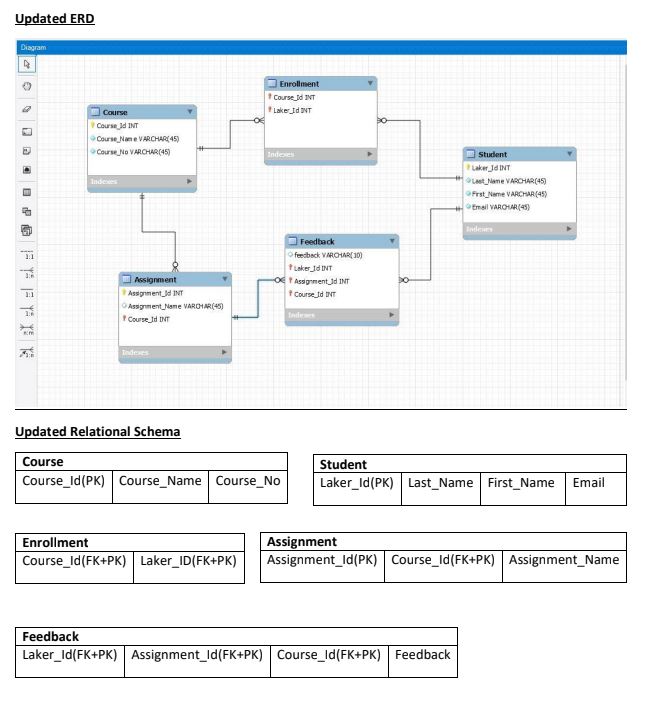 Updated ERD
Diagram
Enrollment
Course_Id INT
Laker_Id INT
Indexes
Course
Course_Id INT
Course_Name VARCHAR(45)
Course_No VARCHAR(45)
Indexes
Student
Laker_Id INT
Last_Name VARCHAR(45)
First_Name VARCHAR(45)
Email VARCHAR(45)
Indexes
Feedback
feedback VARCHAR(10)
Laker_Id INT
Assignment_Id INT
Course_Id INT
Indexes
Assignment
Assignment_Id INT
Assignment_Name VARCHAR(45)
Course_Id INT
Indexes
1:1
1:n
1:1
1:n
n:m
1:n
Updated Relational Schema
Course
Course_Id(PK) Course_Name Course_No
Student
Laker_Id(PK) Last_Name First_Name Email
Enrollment
Course_Id(FK+PK) Laker_ID(FK+PK)
Assignment
Assignment_Id(PK) Course_Id(FK+PK) Assignment_Name
Feedback
Laker_Id(FK+PK) Assignment_Id(FK+PK) Course_Id(FK+PK) Feedback